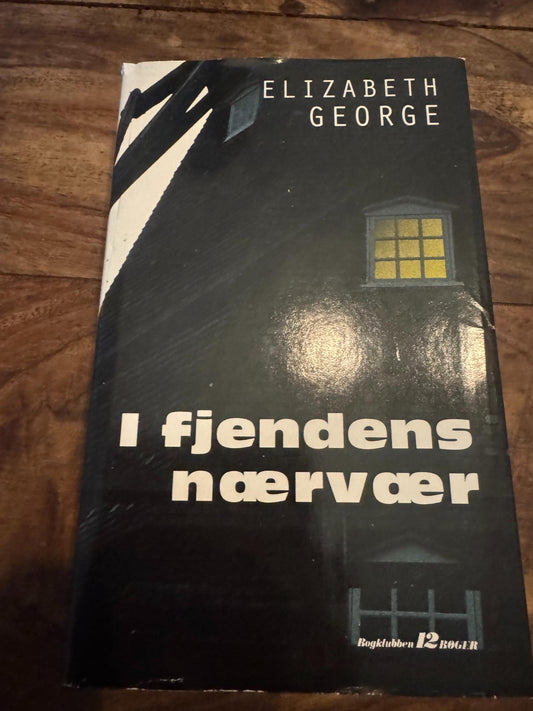 ELIZABETH
GEORGE
I fjendens
nærvær
Bogklubben 12 BØGER